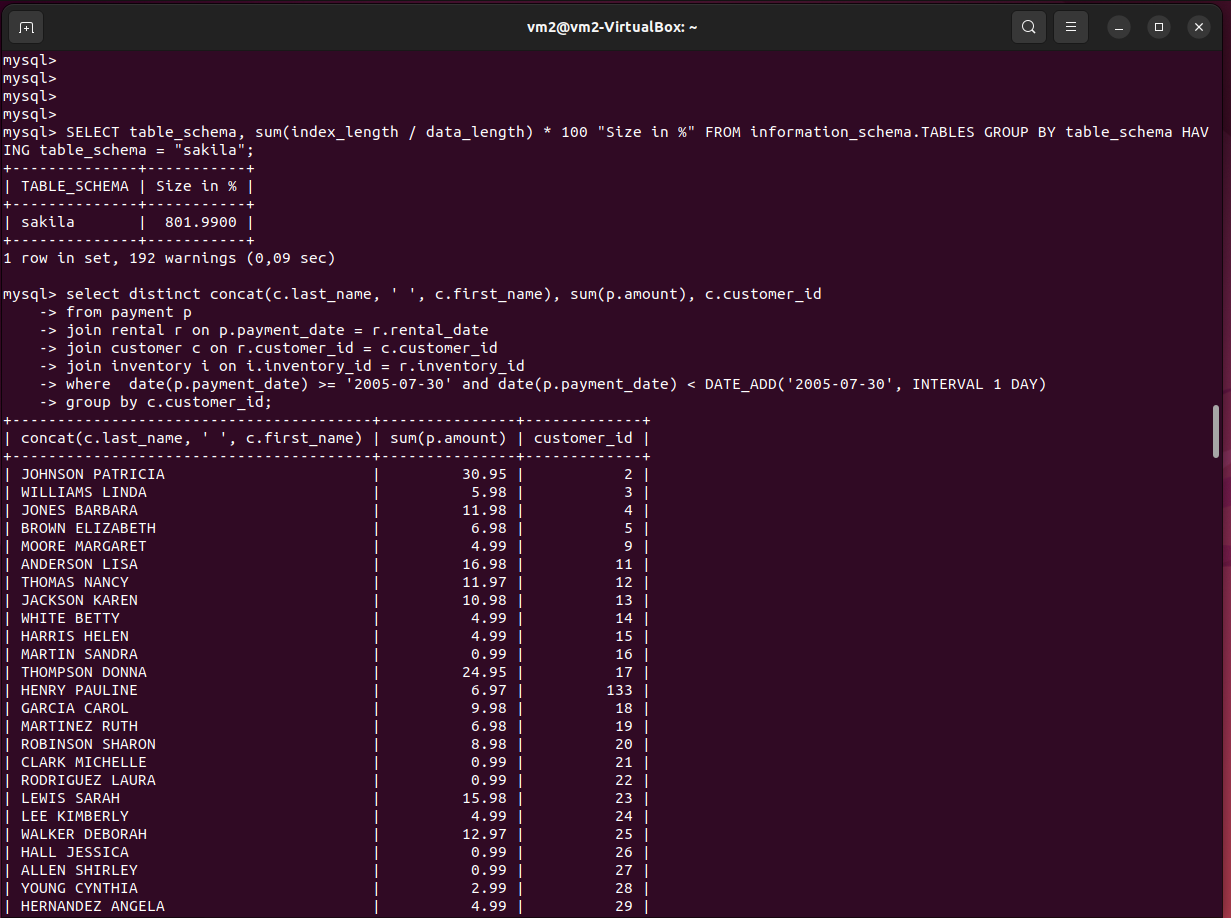 vm2@vm2-VirtualBox: ~
mysql>
mysql>
mysql>
mysql>
mysql> SELECT table_schema, sum(index_length / data_length) * 100 "Size in %" FROM information_schema.TABLES GROUP BY table_schema HAV
ING table_schema = "sakila";
+--------------+-----------+
| TABLE_SCHEMA | Size in % |
+--------------+-----------+
| sakila       |  801.9900 |
+--------------+-----------+
1 row in set, 192 warnings (0,09 sec)

mysql> select distinct concat(c.last_name, ' ', c.first_name), sum(p.amount), c.customer_id
    -> from payment p
    -> join rental r on p.payment_date = r.rental_date
    -> join customer c on r.customer_id = c.customer_id
    -> join inventory i on i.inventory_id = r.inventory_id
    -> where  date(p.payment_date) >= '2005-07-30' and date(p.payment_date) < DATE_ADD('2005-07-30', INTERVAL 1 DAY)
    -> group by c.customer_id;
+----------------------------------------+---------------+-------------+
| concat(c.last_name, ' ', c.first_name) | sum(p.amount) | customer_id |
+----------------------------------------+---------------+-------------+
| JOHNSON PATRICIA                       |         30.95 |           2 |
| WILLIAMS LINDA                         |          5.98 |           3 |
| JONES BARBARA                          |         11.98 |           4 |
| BROWN ELIZABETH                        |          6.98 |           5 |
| MOORE MARGARET                         |          4.99 |           9 |
| ANDERSON LISA                          |         16.98 |          11 |
| THOMAS NANCY                           |         11.97 |          12 |
| JACKSON KAREN                          |         10.98 |          13 |
| WHITE BETTY                            |          4.99 |          14 |
| HARRIS HELEN                           |          4.99 |          15 |
| MARTIN SANDRA                          |          0.99 |          16 |
| THOMPSON DONNA                         |         24.95 |          17 |
| HENRY PAULINE                          |          6.97 |         133 |
| GARCIA CAROL                           |          9.98 |          18 |
| MARTINEZ RUTH                          |          6.98 |          19 |
| ROBINSON SHARON                        |          8.98 |          20 |
| CLARK MICHELLE                         |          0.99 |          21 |
| RODRIGUEZ LAURA                        |          0.99 |          22 |
| LEWIS SARAH                            |         15.98 |          23 |
| LEE KIMBERLY                           |          4.99 |          24 |
| WALKER DEBORAH                         |         12.97 |          25 |
| HALL JESSICA                           |          0.99 |          26 |
| ALLEN SHIRLEY                          |          0.99 |          27 |
| YOUNG CYNTHIA                          |          2.99 |          28 |
| HERNANDEZ ANGELA                       |          4.99 |          29 |